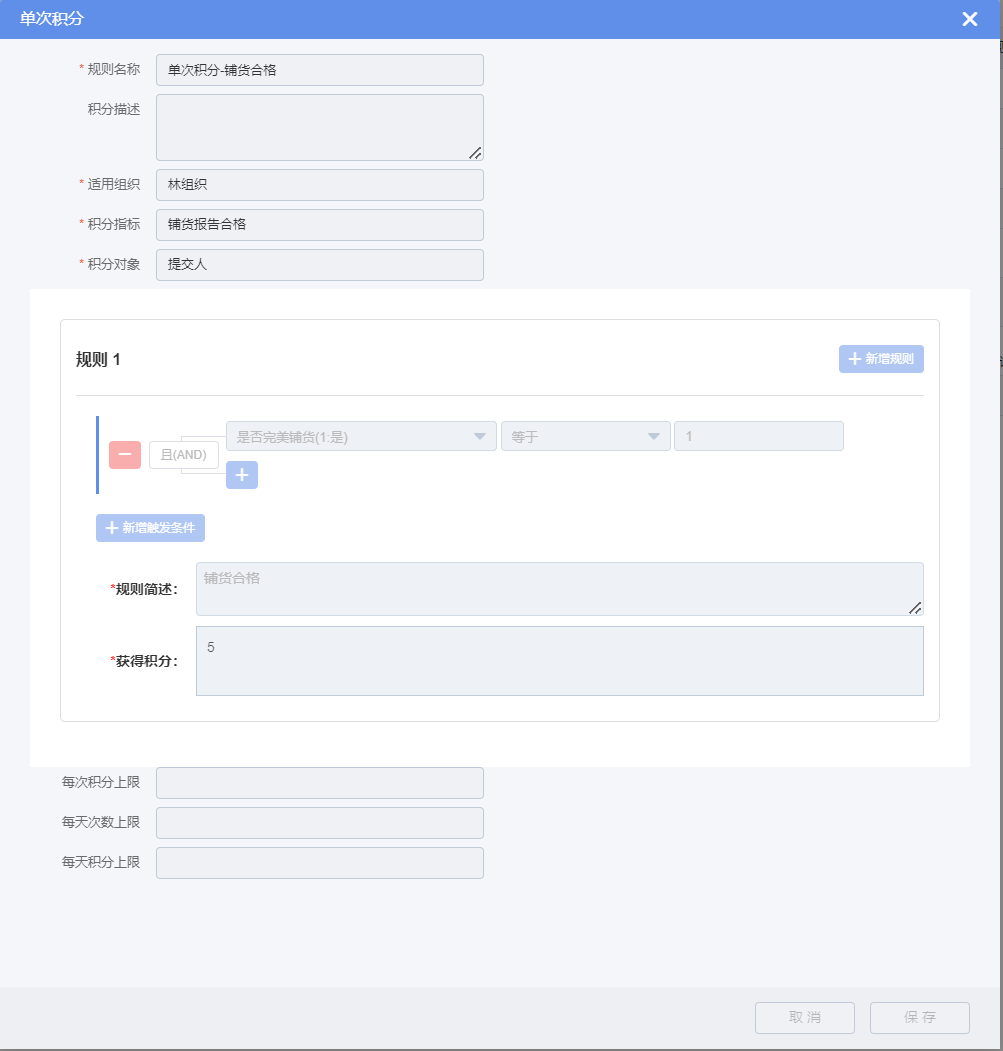 单次积分
* 规则名称 单次积分-铺货合格
积分描述
* 适用组织 林组织
* 积分指标 铺货报告合格
* 积分对象 提交人
规则 1 新增规则
是否完美铺货(1:是) 等于 1
且(AND)
新增触发条件
*规则简述: 铺货合格
*获得积分: 5
每次积分上限
每天次数上限
每天积分上限
取 消 保 存